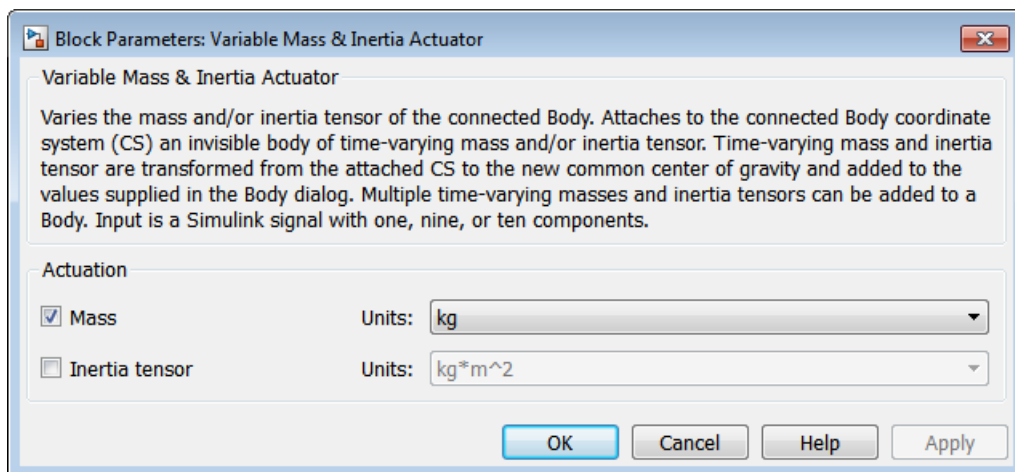 Block Parameters: Variable Mass & Inertia Actuator
Variable Mass & Inertia Actuator
Varies the mass and/or inertia tensor of the connected Body. Attaches to the connected Body coordinate
system (CS) an invisible body of time-varying mass and/or inertia tensor. Time-varying mass and inertia
tensor are transformed from the attached CS to the new common center of gravity and added to the
values supplied in the Body dialog. Multiple time-varying masses and inertia tensors can be added to a
Body. Input is a Simulink signal with one, nine, or ten components.
Actuation
Mass Units: kg
Inertia tensor Units: kg*m^2
OK Cancel Help Apply